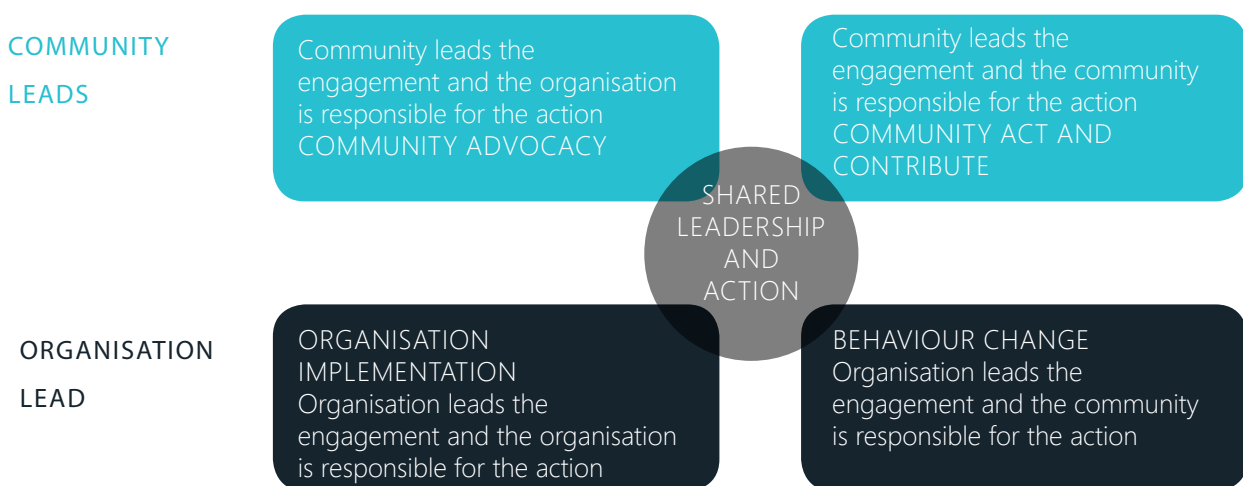 COMMUNITY
LEADS
Community leads the
engagement and the organisation
is responsible for the action
COMMUNITY ADVOCACY
Community leads the
engagement and the community
is responsible for the action
COMMUNITY ACT AND
CONTRIBUTE
SHARED
LEADERSHIP
AND
ACTION
ORGANISATION
LEAD
ORGANISATION
IMPLEMENTATION
Organisation leads the
engagement and the organisation
is responsible for the action
BEHAVIOUR CHANGE
Organisation leads the
engagement and the community
is responsible for the action